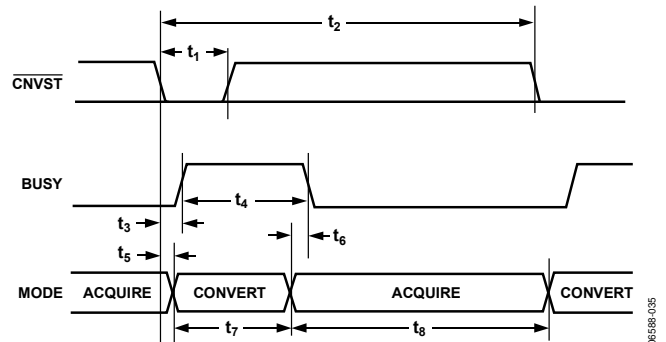 t2
t1
CNVST
BUSY
t4
t3
t6
t5
MODE ACQUIRE CONVERT ACQUIRE CONVERT
t7 t8
06588-035